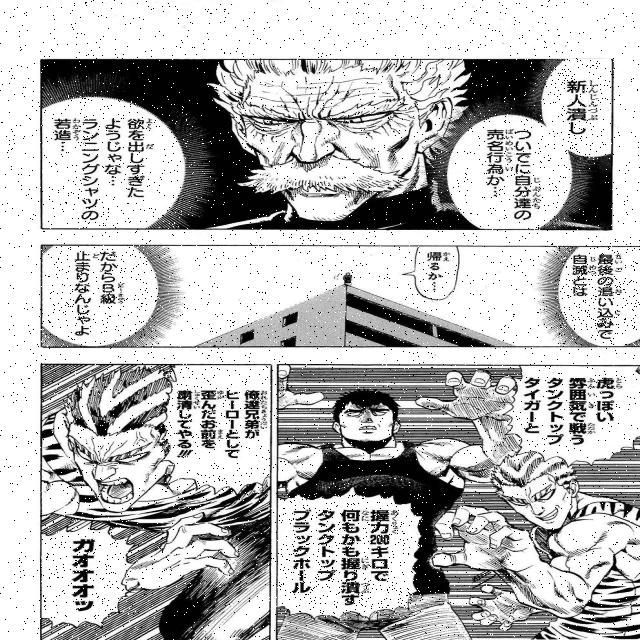 新人潰し
ついでに自分達の
売名行為か…
欲を出しすぎた
ようじゃな…
ランニングシャツの
若造…
最後の追い込みで
自滅とは
帰るか…
だからB級
止まりなんじゃよ
虎っぽい
雰囲気で戦う
タンクトップ
タイガーと
握力200キロで
何もかも握り潰す
タンクトップ
ブラックホール
俺達兄弟が
ヒーローとして
歪んだお前を
粛清してやる!!
ガオオオッ